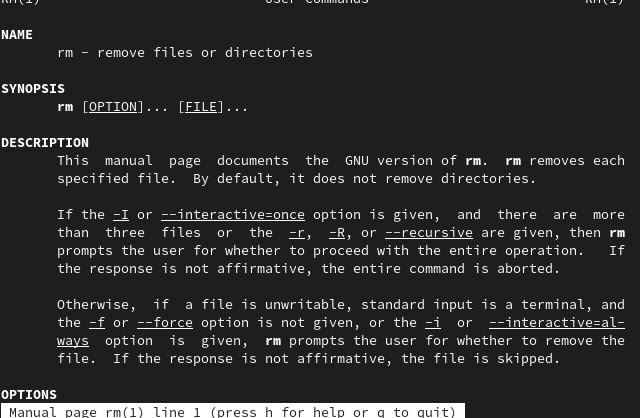 RM(1) User Commands RM(1)
NAME
rm - remove files or directories
SYNOPSIS
rm [OPTION]... [FILE]...
DESCRIPTION
This manual page documents the GNU version of rm. rm removes each
specified file. By default, it does not remove directories.
If the -I or --interactive=once option is given, and there are more
than three files or the -r, -R, or --recursive are given, then rm
prompts the user for whether to proceed with the entire operation. If
the response is not affirmative, the entire command is aborted.
Otherwise, if a file is unwritable, standard input is a terminal, and
the -f or --force option is not given, or the -i or --interactive=al-
ways option is given, rm prompts the user for whether to remove the
file. If the response is not affirmative, the file is skipped.
OPTIONS
Manual page rm(1) line 1 (press h for help or q to quit)